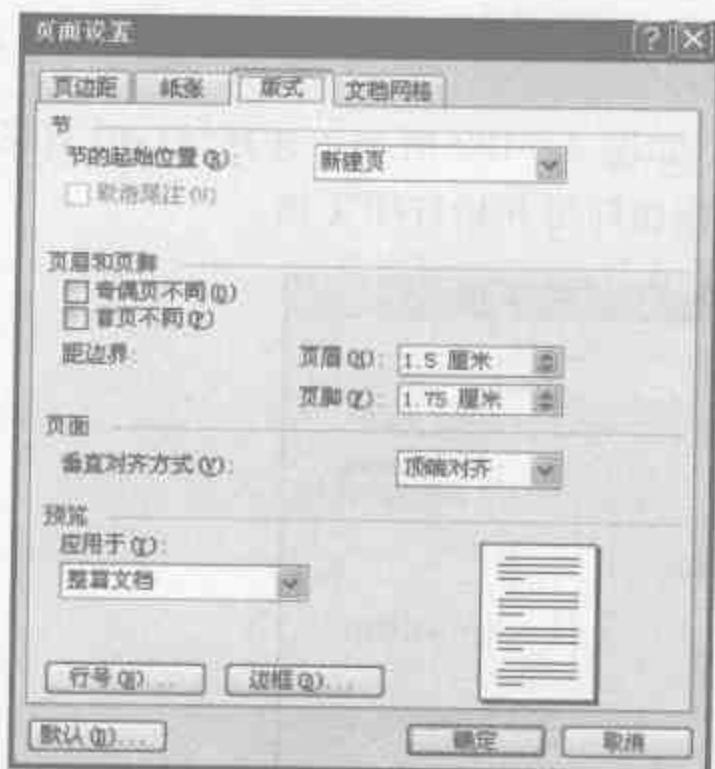 页面设置
页边距 纸张 版式 文档网格
节
节的起始位置(R): 新建页
取消尾注(U)
页眉和页脚
奇偶页不同(O)
首页不同(P)
距边界: 页眉(H): 1.5 厘米
页脚(F): 1.75 厘米
页面
垂直对齐方式(V): 顶端对齐
预览
应用于(Y):
整篇文档
行号(N)... 边框(B)...
默认(D)... 确定 取消